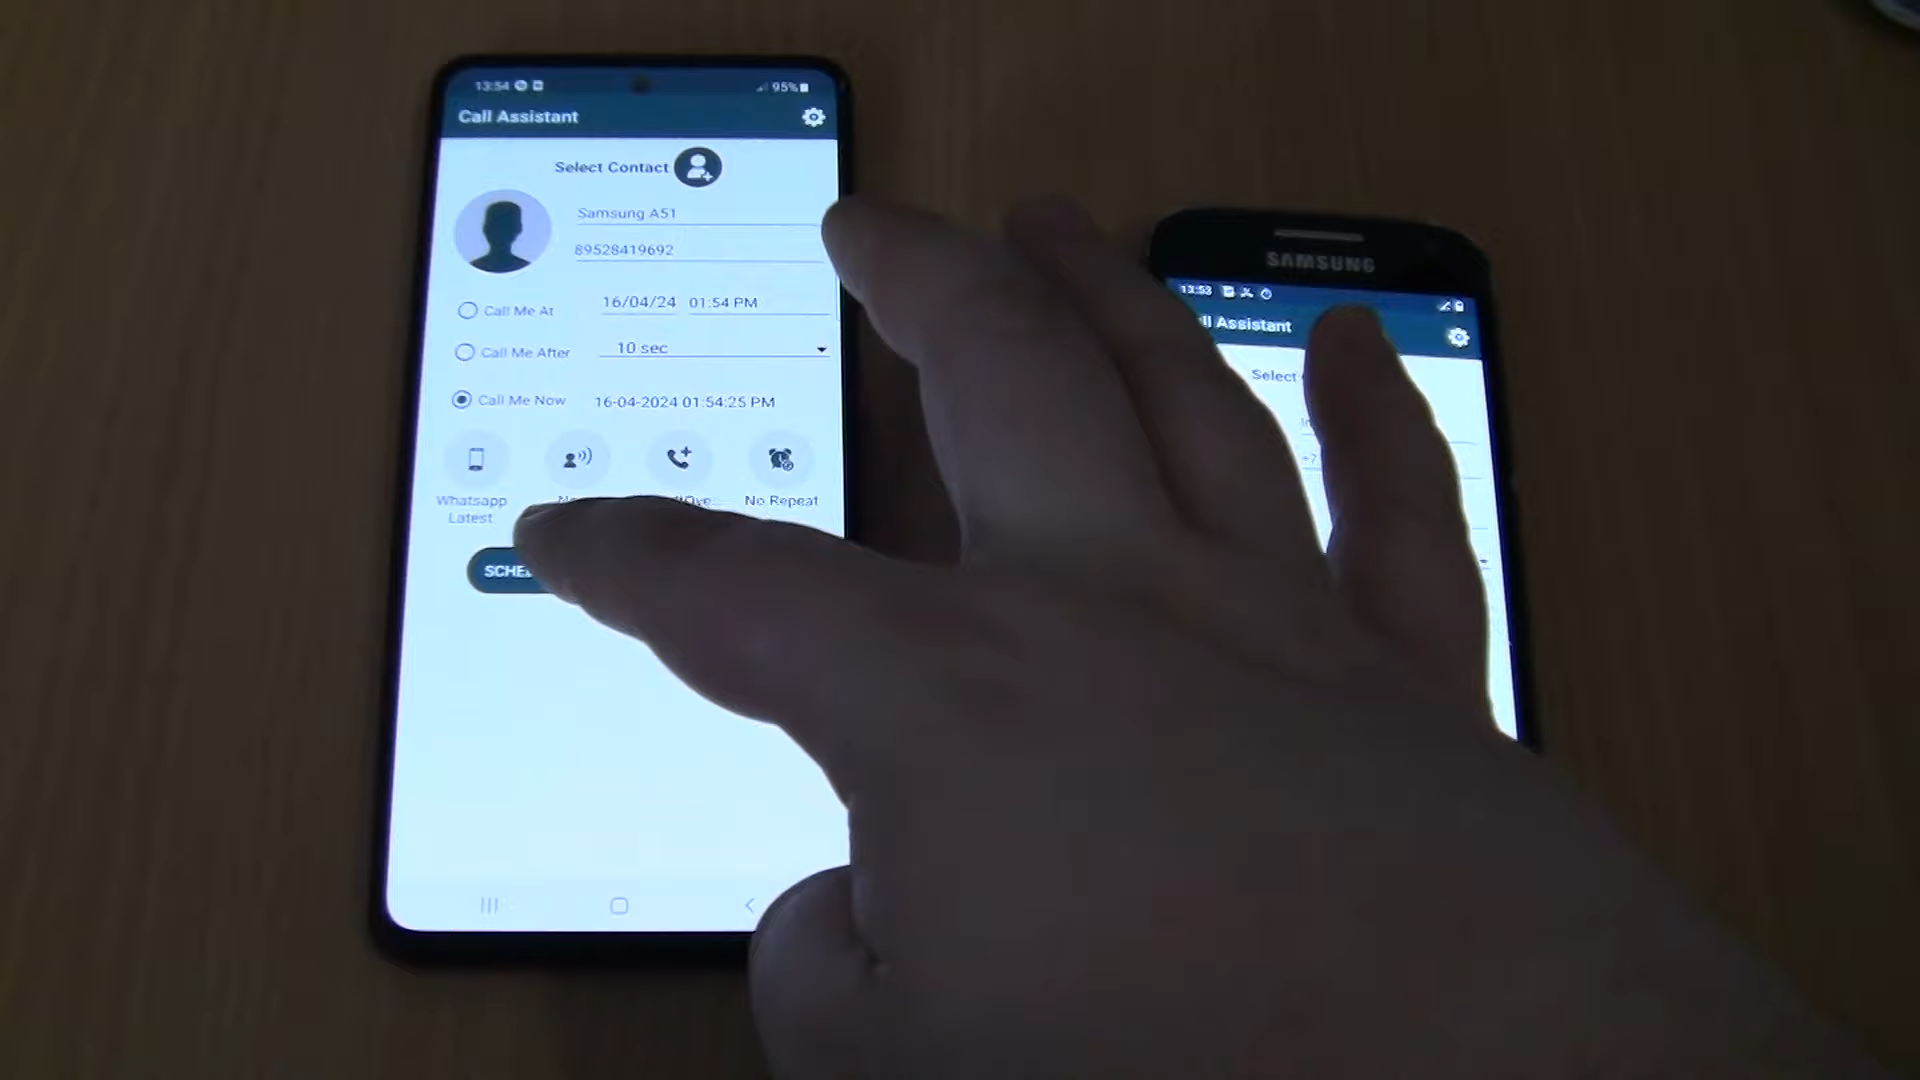 13:54
95%
Call Assistant
Select Contact
Samsung A51
89528419692
Call Me At
16/04/24
01:54 PM
Call Me After
10 sec
Call Me Now
16-04-2024 01:54:25 PM
Whatsapp
Latest
No Repeat
SAMSUNG
13:53
Assistant
Select
+7